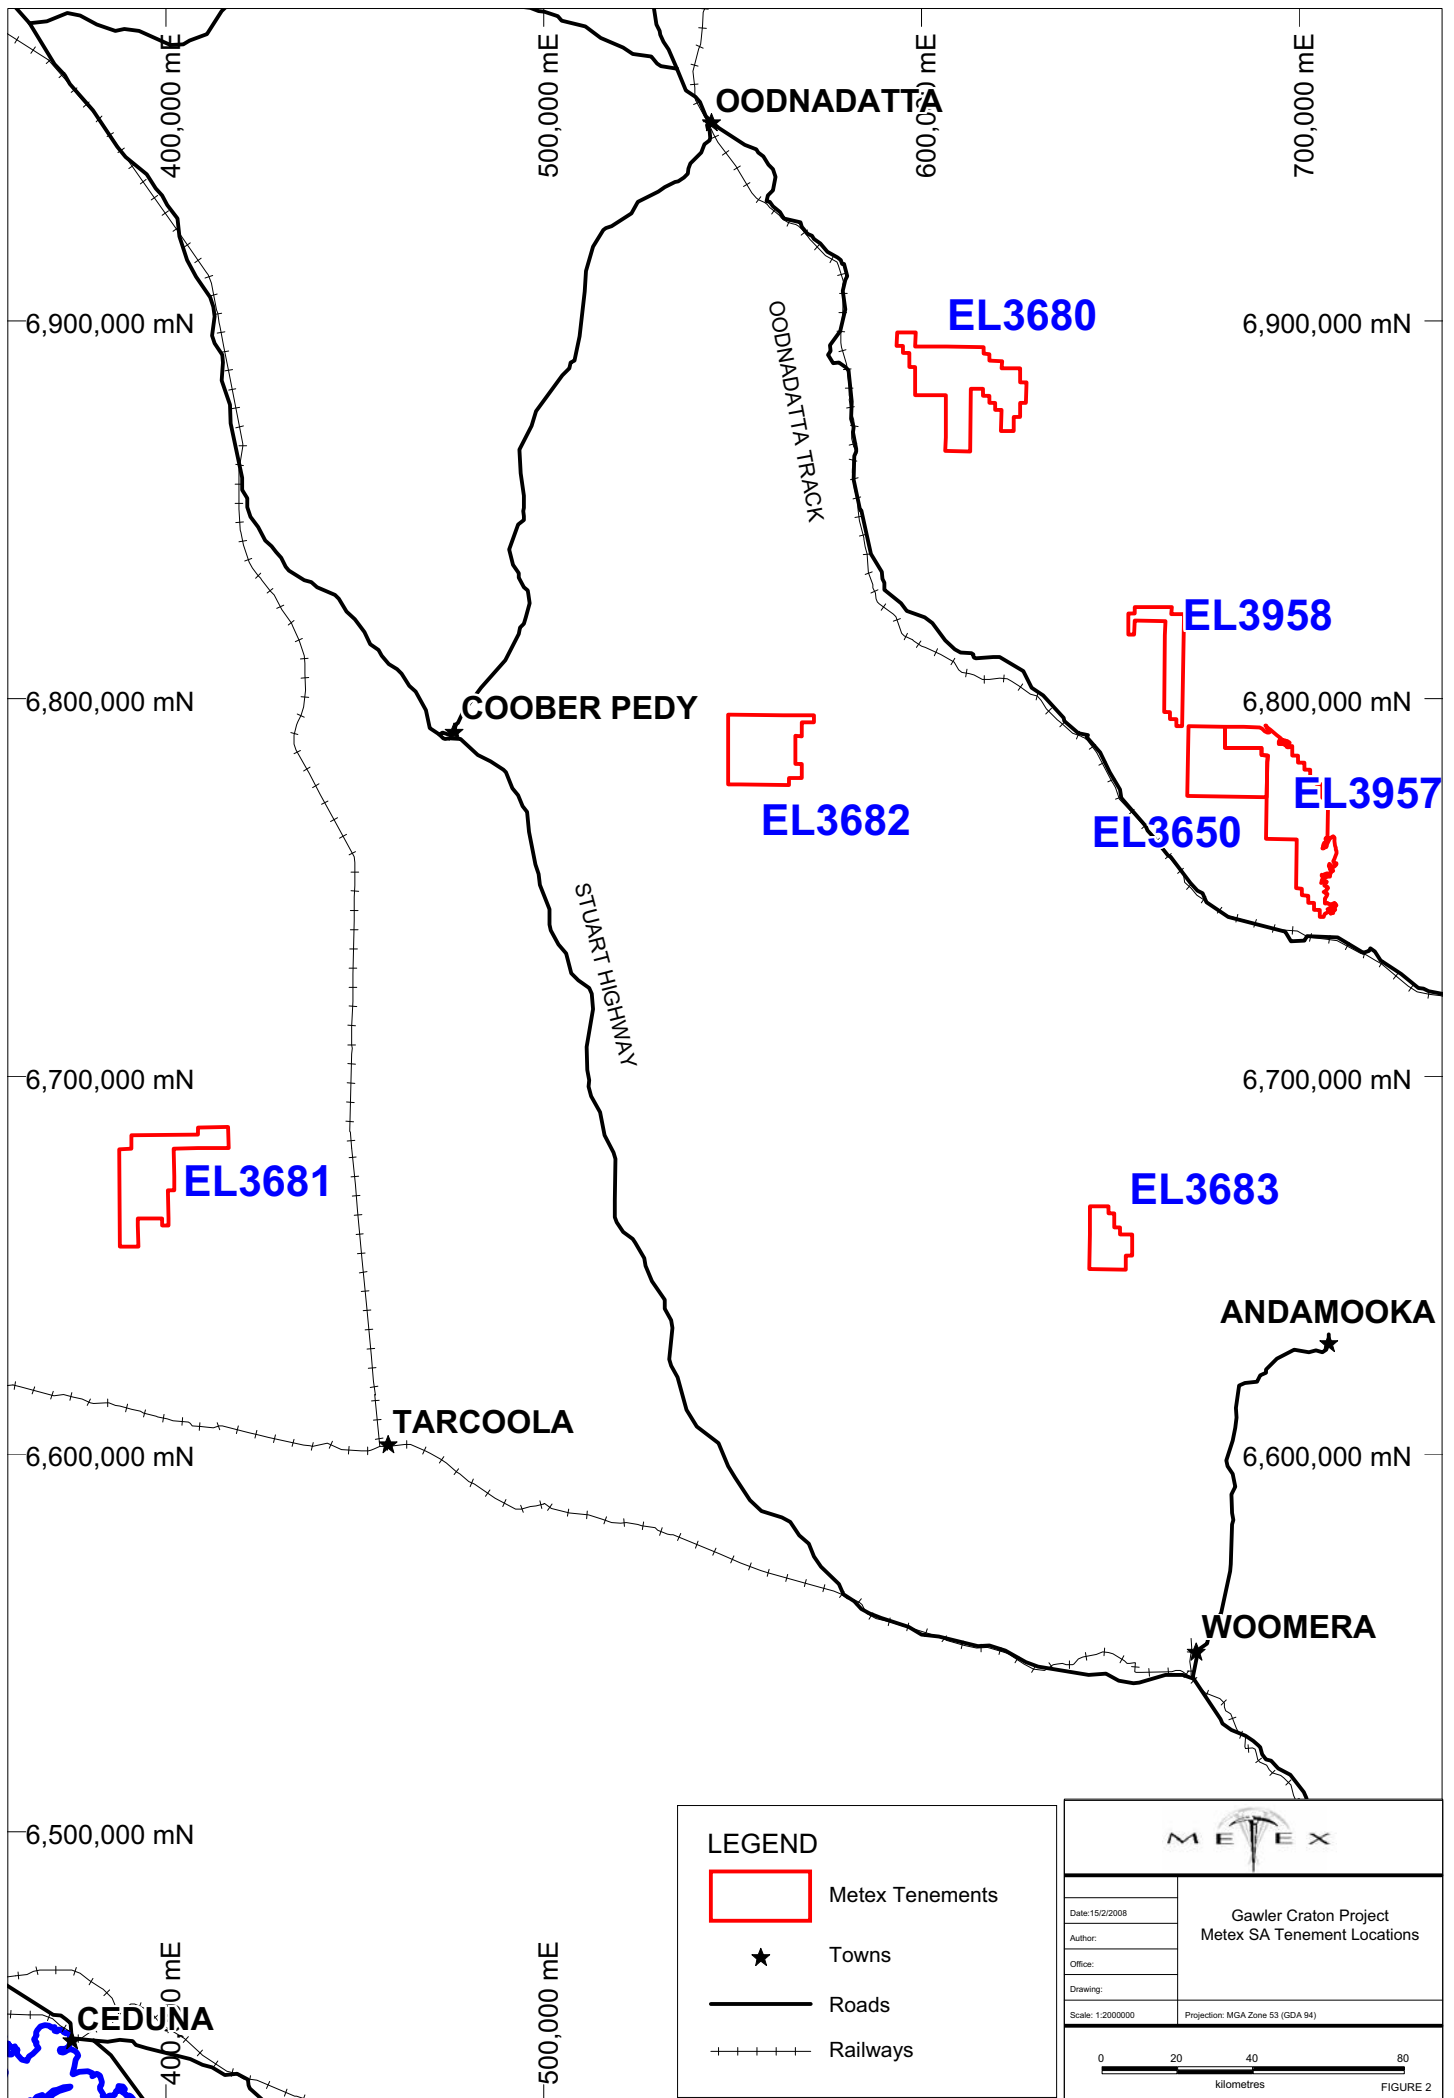 400,000 mE
500,000 mE
600,000 mE
700,000 mE
OODNADATTA
6,900,000 mN
EL3680
6,900,000 mN
OODNADATTA TRACK
EL3958
6,800,000 mN
COOBER PEDY
6,800,000 mN
EL3682
EL3957
EL3650
STUART HIGHWAY
6,700,000 mN
6,700,000 mN
EL3681
EL3683
ANDAMOOKA
TARCOOLA
6,600,000 mN
6,600,000 mN
WOOMERA
6,500,000 mN
400,000 mE
500,000 mE
CEDUNA
LEGEND
Metex Tenements
Towns
Roads
Railways
METEX
Date:15/2/2008
Author:
Office:
Drawing:
Scale: 1:2000000
Gawler Craton Project
Metex SA Tenement Locations
Projection: MGA Zone 53 (GDA 94)
0 20 40 80
kilometres
FIGURE 2